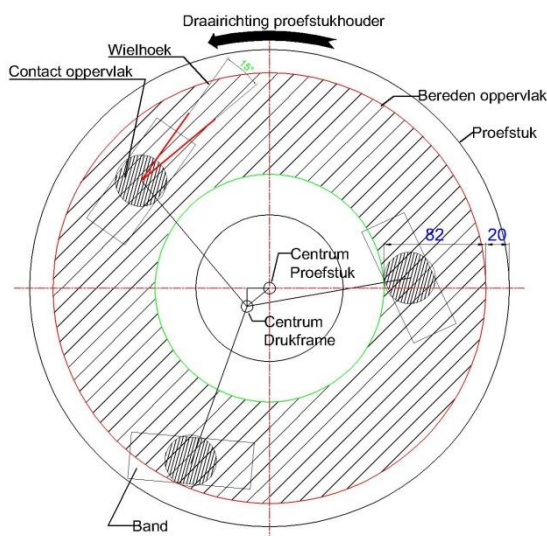 Draairichting proefstukhouder
Wielhoek
Contact oppervlak
15°
Bereden oppervlak
Proefstuk
82
20
Centrum
Proefstuk
Centrum
Drukframe
Band